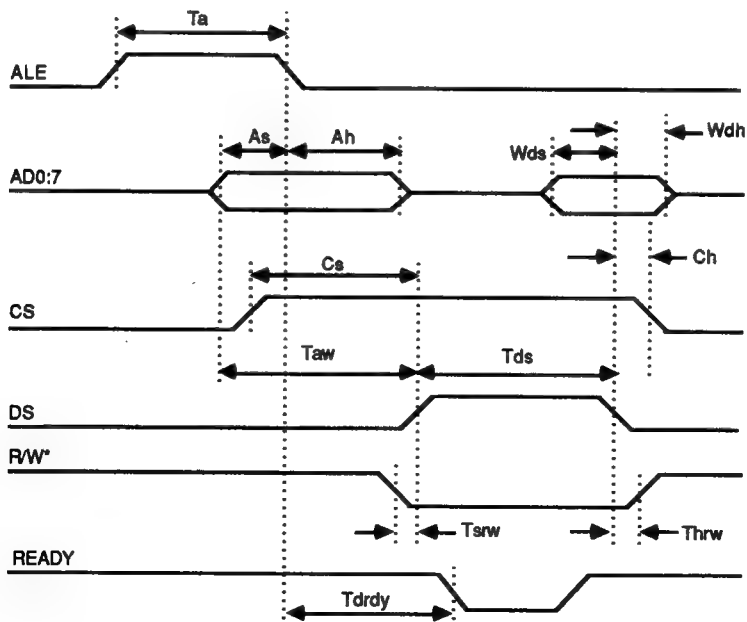 Ta
ALE
As
Ah
Wds
Wdh
AD0:7
Ch
Cs
CS
Taw
Tds
DS
R/W*
Tsrw
Thrw
READY
Tdrdy